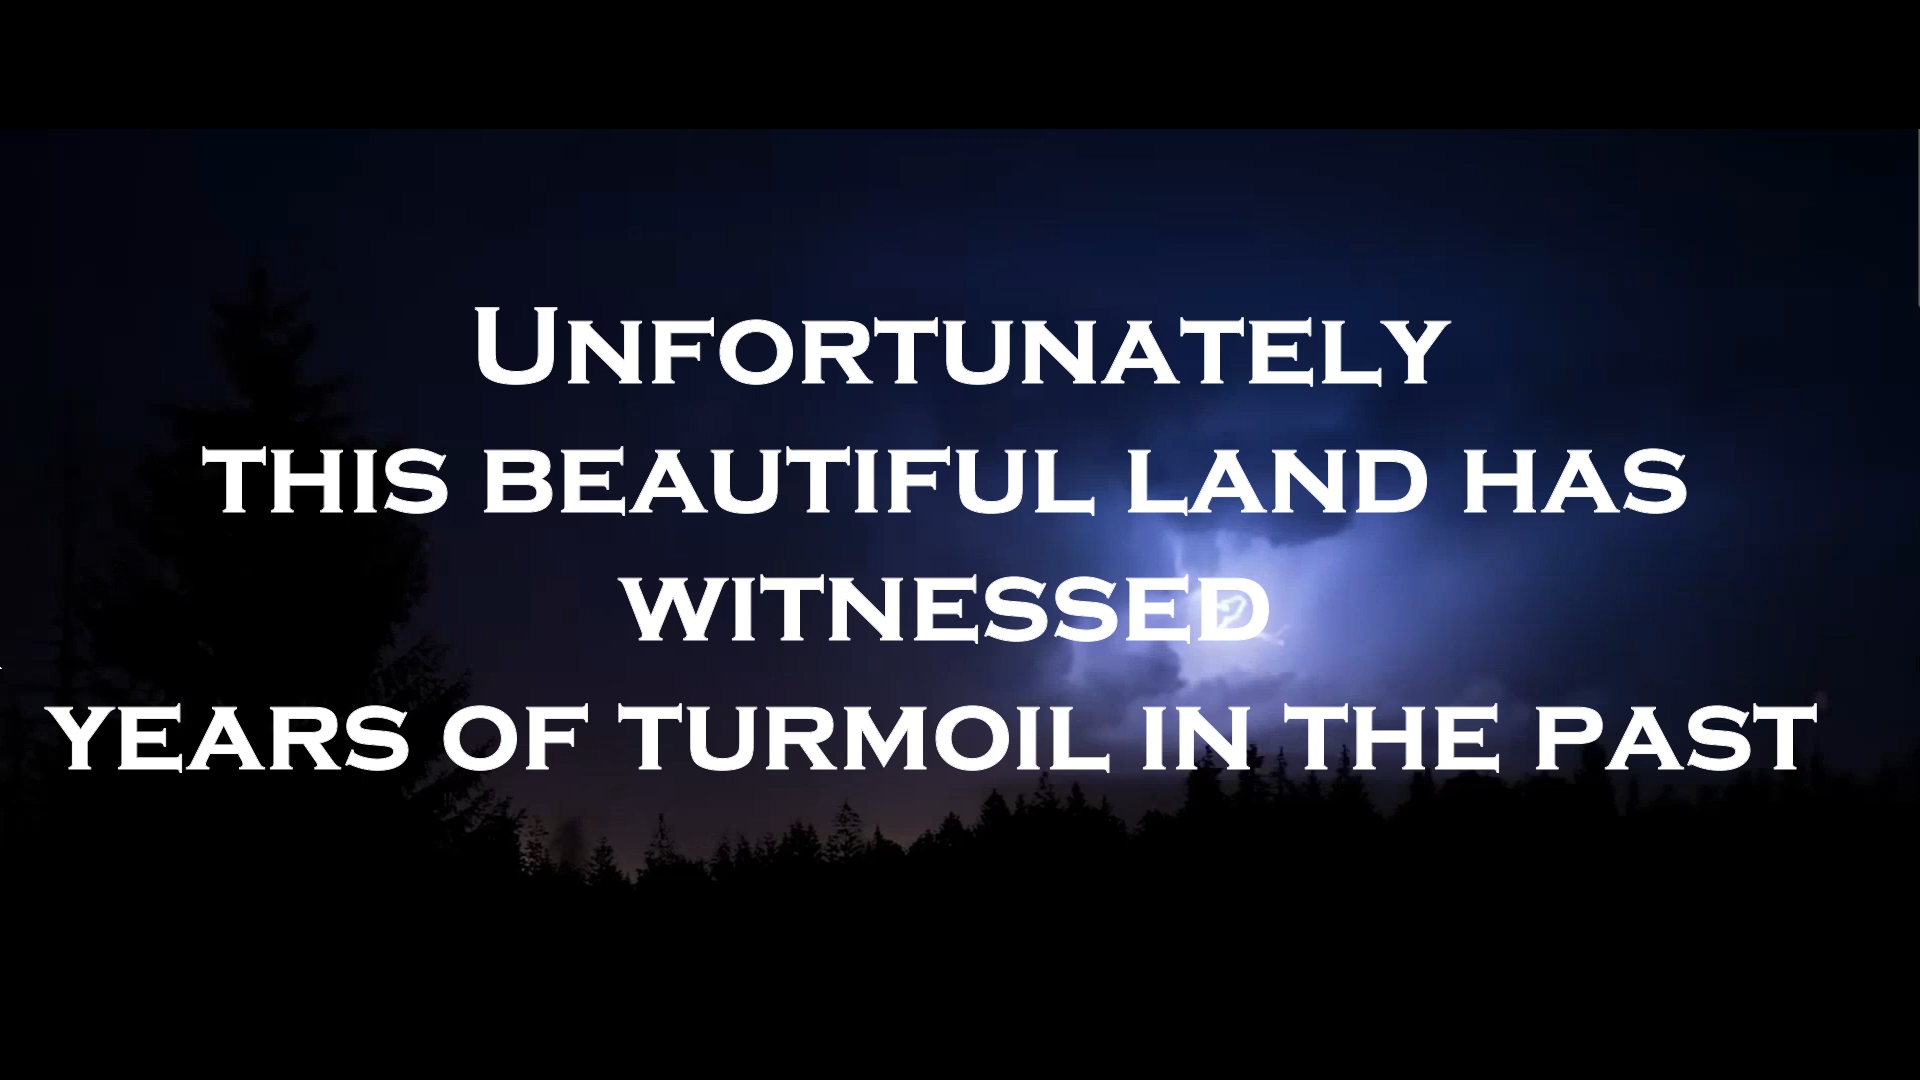 Unfortunately
this beautiful land has
witnessed
years of turmoil in the past